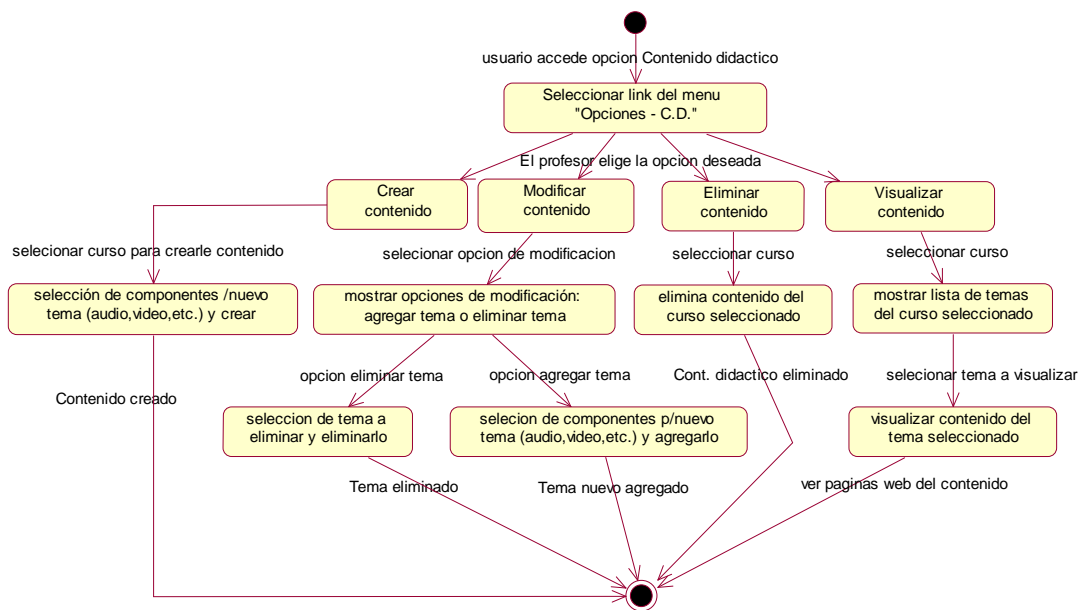 usuario accede opcion Contenido didactico
Seleccionar link del menu
"Opciones - C.D."
El profesor elige la opcion deseada
Crear
contenido
Modificar
contenido
Eliminar
contenido
Visualizar
contenido
selecionar curso para crearle contenido
selecionar opcion de modificacion
seleccionar curso
seleccionar curso
selección de componentes /nuevo
tema (audio,video,etc.) y crear
mostrar opciones de modificación:
agregar tema o eliminar tema
elimina contenido del
curso seleccionado
mostrar lista de temas
del curso seleccionado
opcion eliminar tema
opcion agregar tema
Cont. didactico eliminado
selecionar tema a visualizar
Contenido creado
seleccion de tema a
eliminar y eliminarlo
selecion de componentes p/nuevo
tema (audio,video,etc.) y agregarlo
visualizar contenido del
tema seleccionado
Tema eliminado
Tema nuevo agregado
ver paginas web del contenido